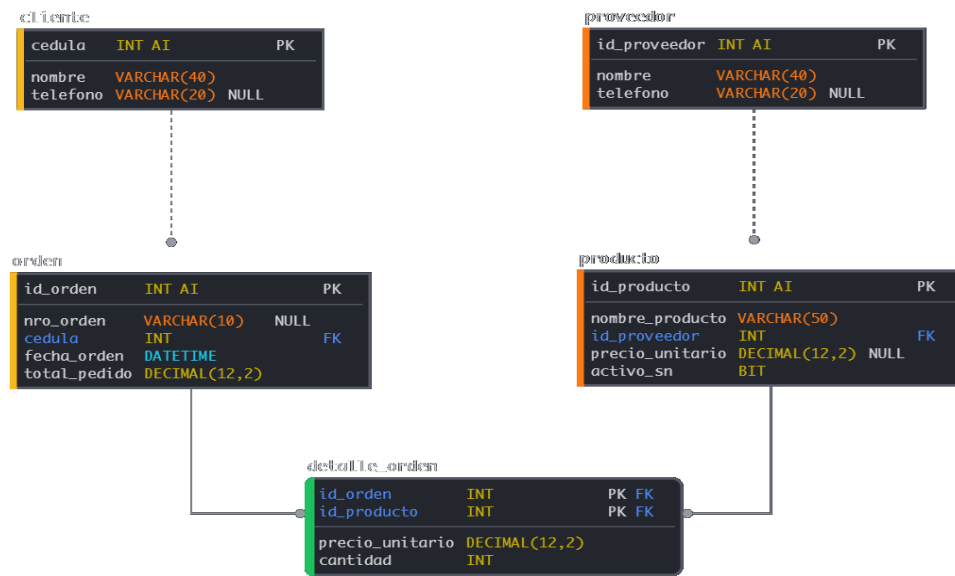 cliente
cedula INT AI PK
nombre VARCHAR(40)
telefono VARCHAR(20) NULL
proveedor
id_proveedor INT AI PK
nombre VARCHAR(40)
telefono VARCHAR(20) NULL
orden
id_orden INT AI PK
nro_orden VARCHAR(10) NULL
cedula INT FK
fecha_orden DATETIME
total_pedido DECIMAL(12,2)
producto
id_producto INT AI PK
nombre_producto VARCHAR(50)
id_proveedor INT FK
precio_unitario DECIMAL(12,2) NULL
activo_sn BIT
detalle_orden
id_orden INT PK FK
id_producto INT PK FK
precio_unitario DECIMAL(12,2)
cantidad INT